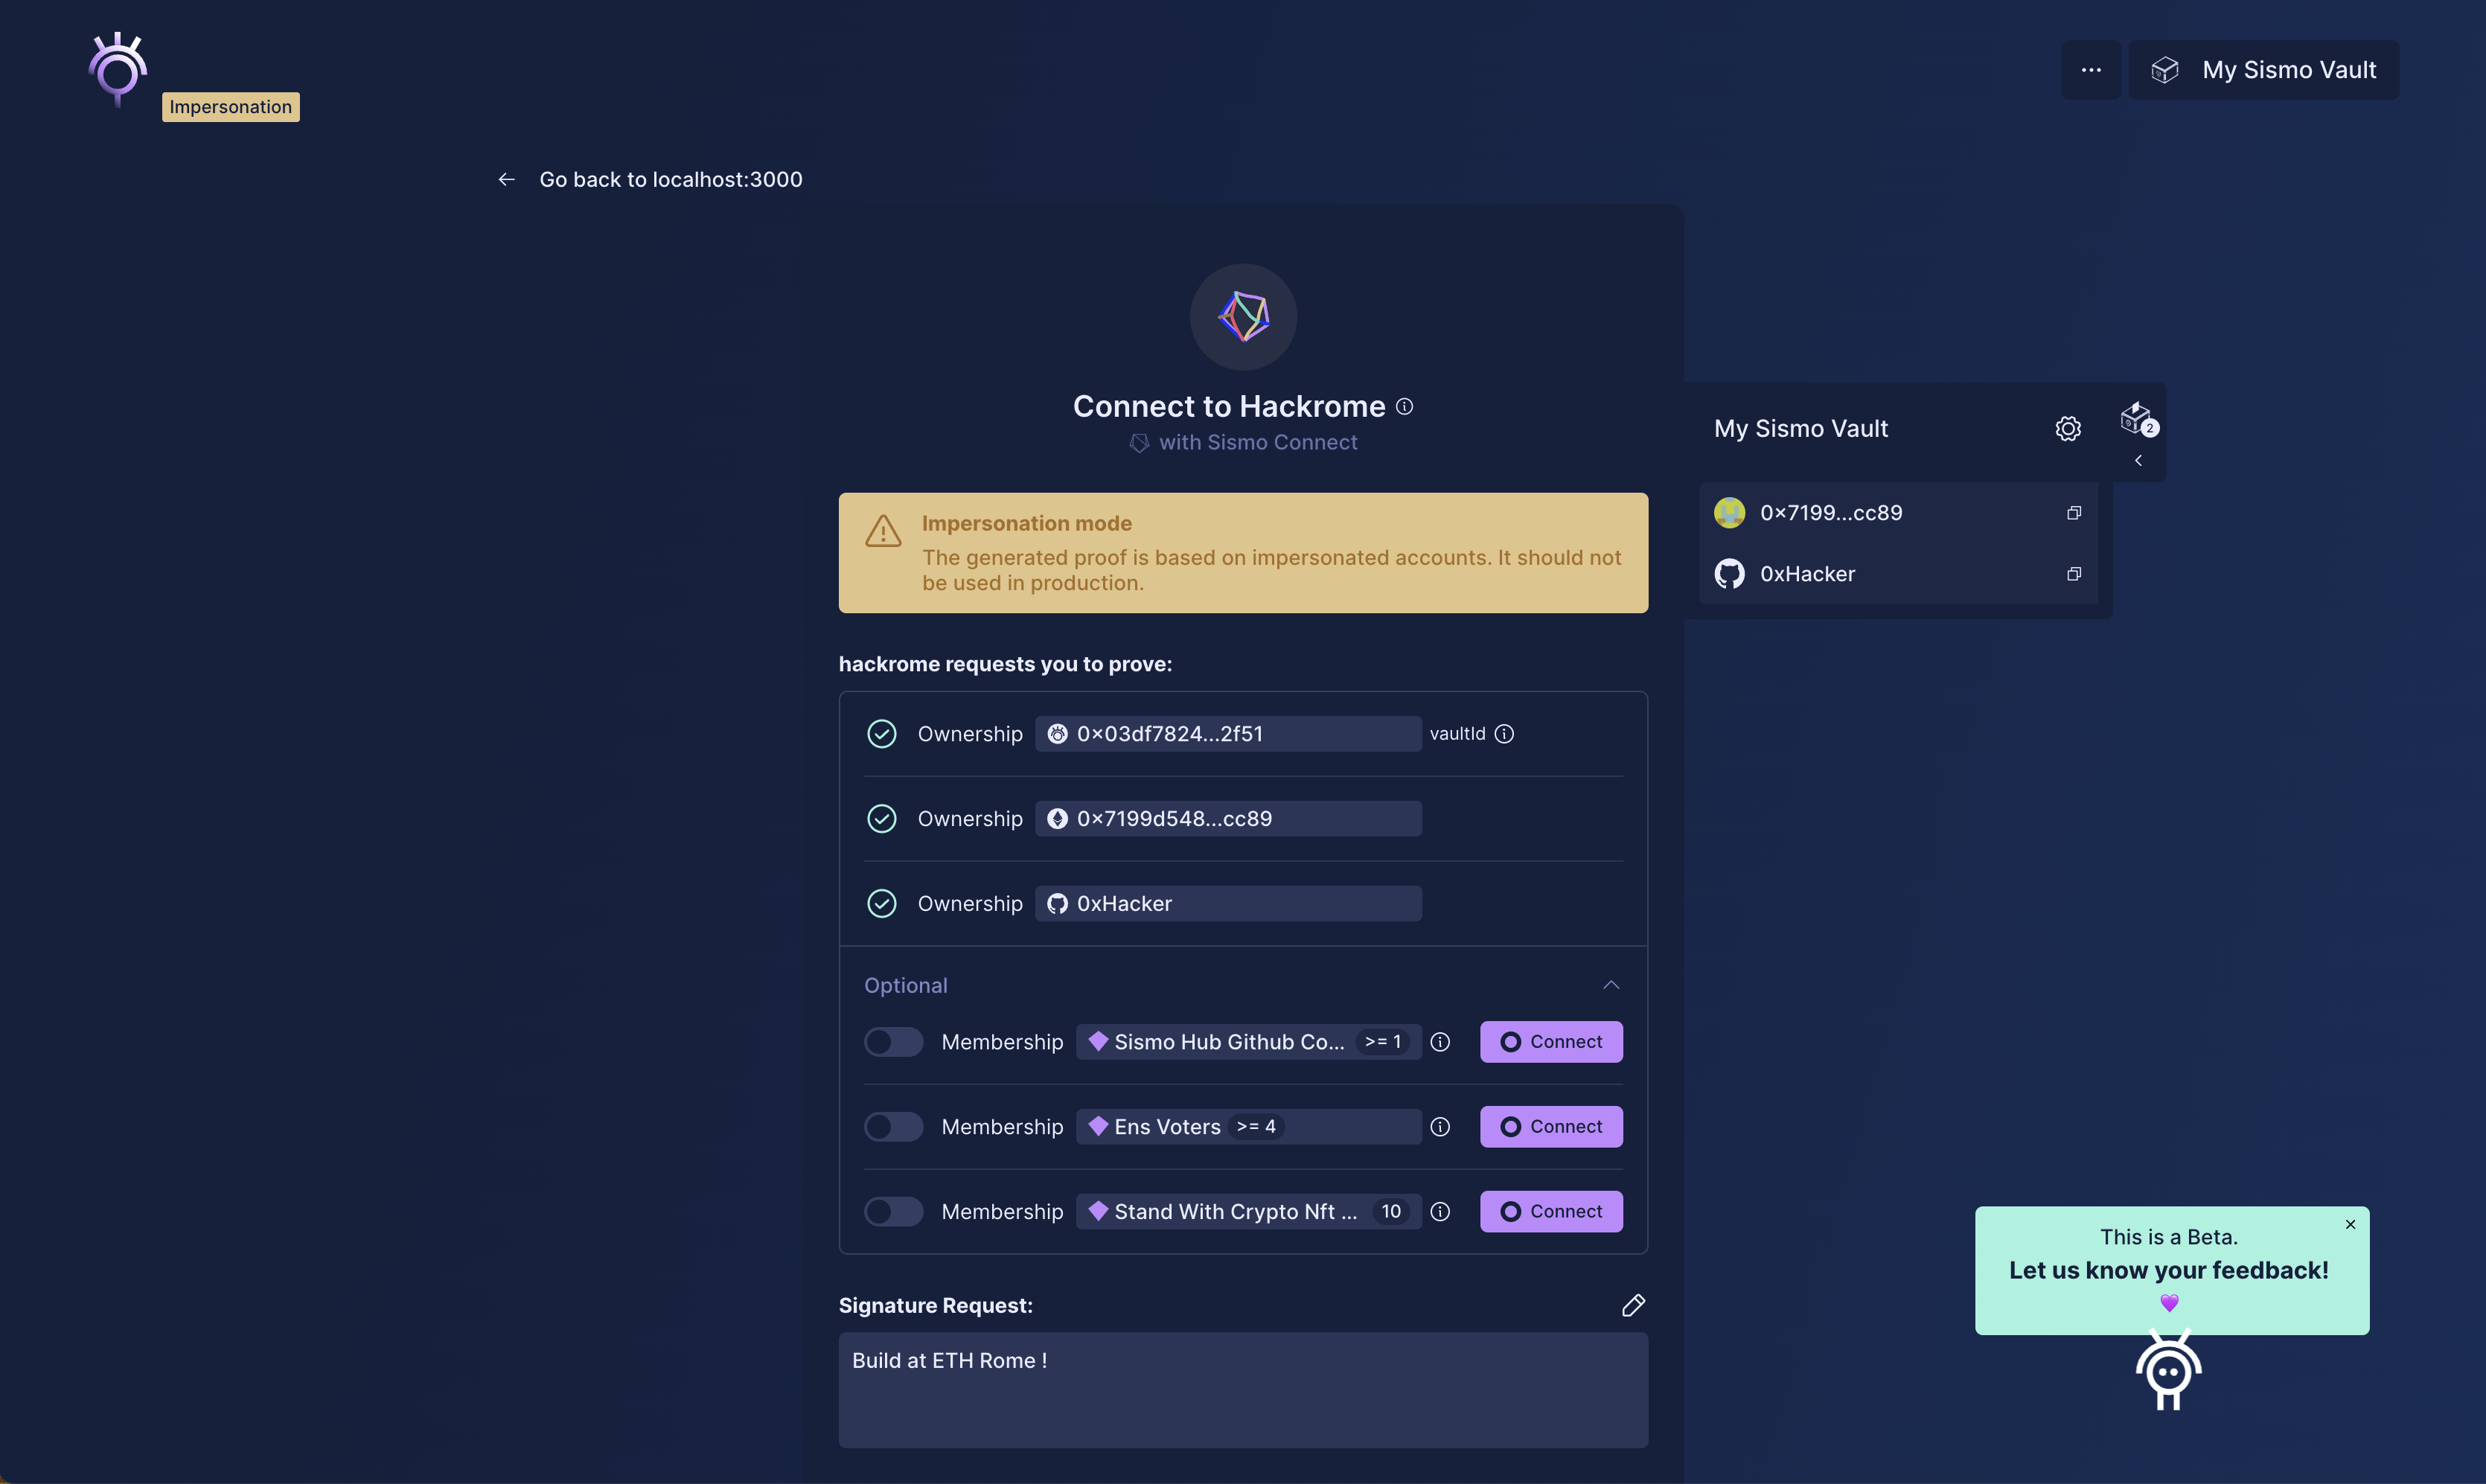 Impersonation
My Sismo Vault
Go back to localhost:3000
Connect to Hackrome
with Sismo Connect
Impersonation mode
The generated proof is based on impersonated accounts. It should not
be used in production.
hackrome requests you to prove:
Ownership 0x03df7824...2f51 vaultId
Ownership 0x7199d548...cc89
Ownership 0xHacker
Optional
Membership Sismo Hub Github Co... >= 1 Connect
Membership Ens Voters >= 4 Connect
Membership Stand With Crypto Nft ... 10 Connect
Signature Request:
Build at ETH Rome !
My Sismo Vault
2
0x7199...cc89
0xHacker
This is a Beta.
Let us know your feedback!